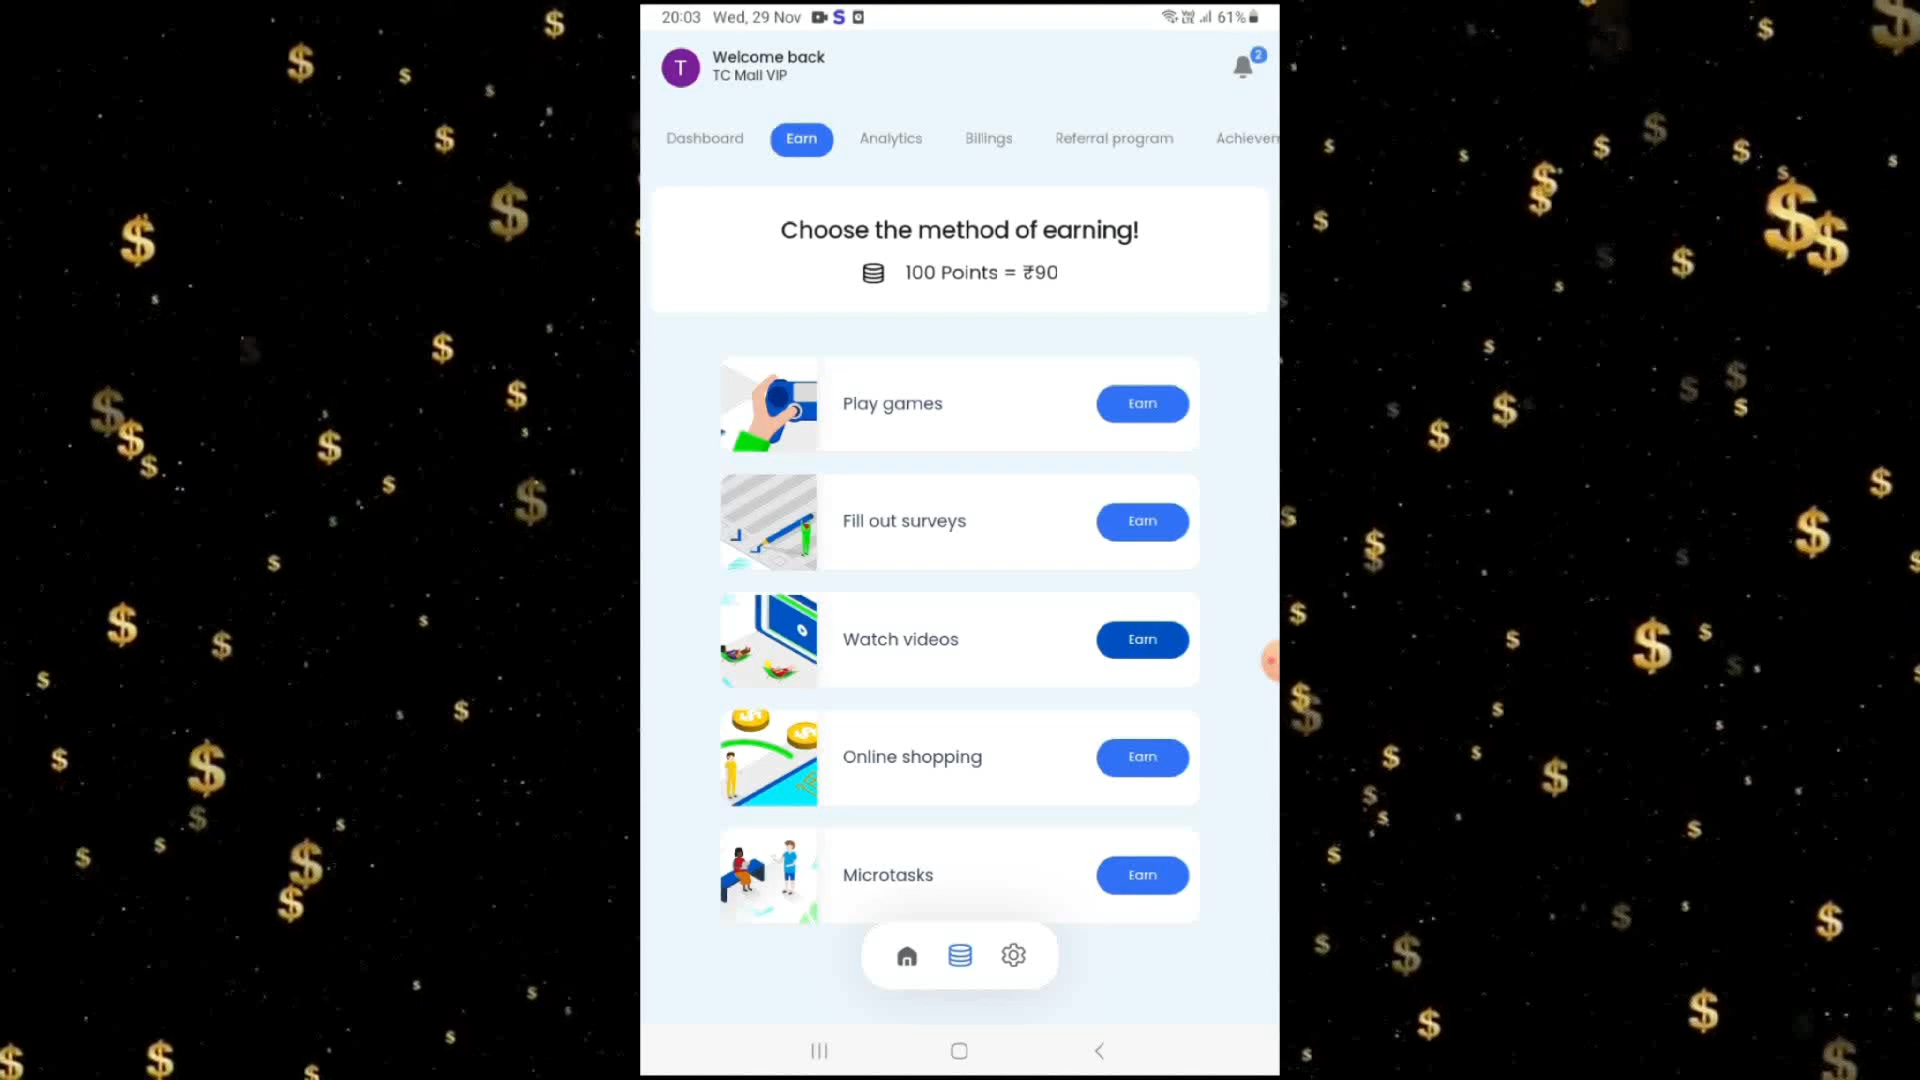 20:03 Wed, 29 Nov S 61%
Welcome back
T
TC Mall VIP
2
Dashboard Earn Analytics Billings Referral program Achievem
Choose the method of earning!
100 Points = ₹90
Play games Earn
Fill out surveys Earn
Watch videos Earn
Online shopping Earn
Microtasks Earn